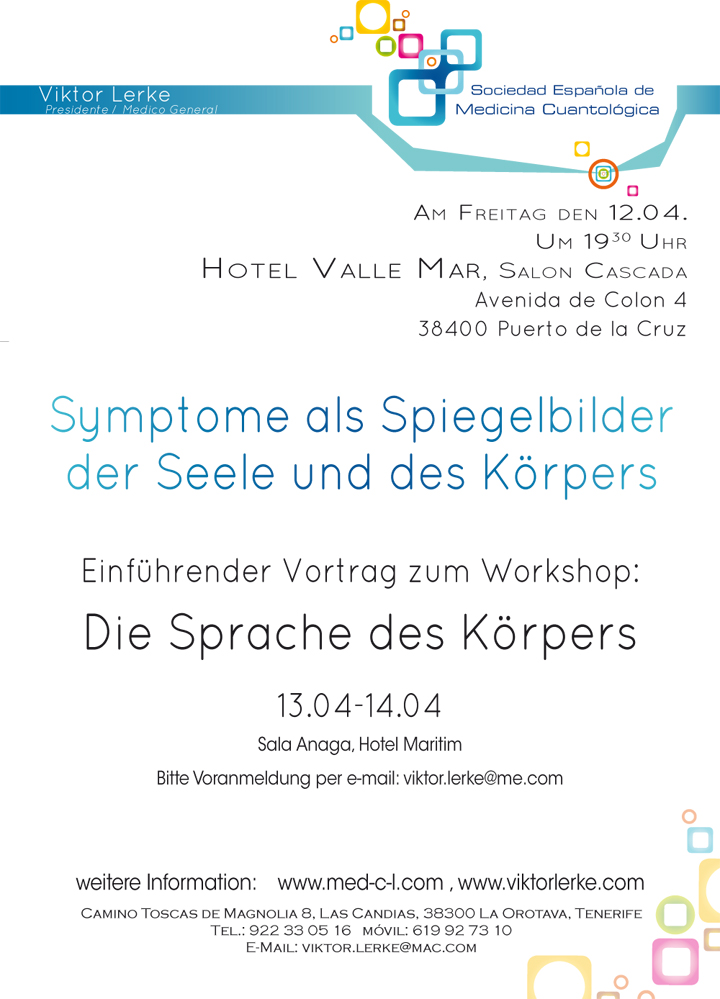 Viktor Lerke
Presidente / Medico General
Sociedad Española de
Medicina Cuantológica
Am Freitag den 12.04.
Um 19³⁰ Uhr
Hotel Valle Mar, Salon Cascada
Avenida de Colon 4
38400 Puerto de la Cruz
Symptome als Spiegelbilder
der Seele und des Körpers
Einführender Vortrag zum Workshop:
Die Sprache des Körpers
13.04-14.04
Sala Anaga, Hotel Maritim
Bitte Voranmeldung per e-mail: viktor.lerke@me.com
weitere Information: www.med-c-l.com , www.viktorlerke.com
Camino Toscas de Magnolia 8, Las Candias, 38300 La Orotava, Tenerife
Tel.: 922 33 05 16 móvil: 619 92 73 10
E-Mail: viktor.lerke@mac.com